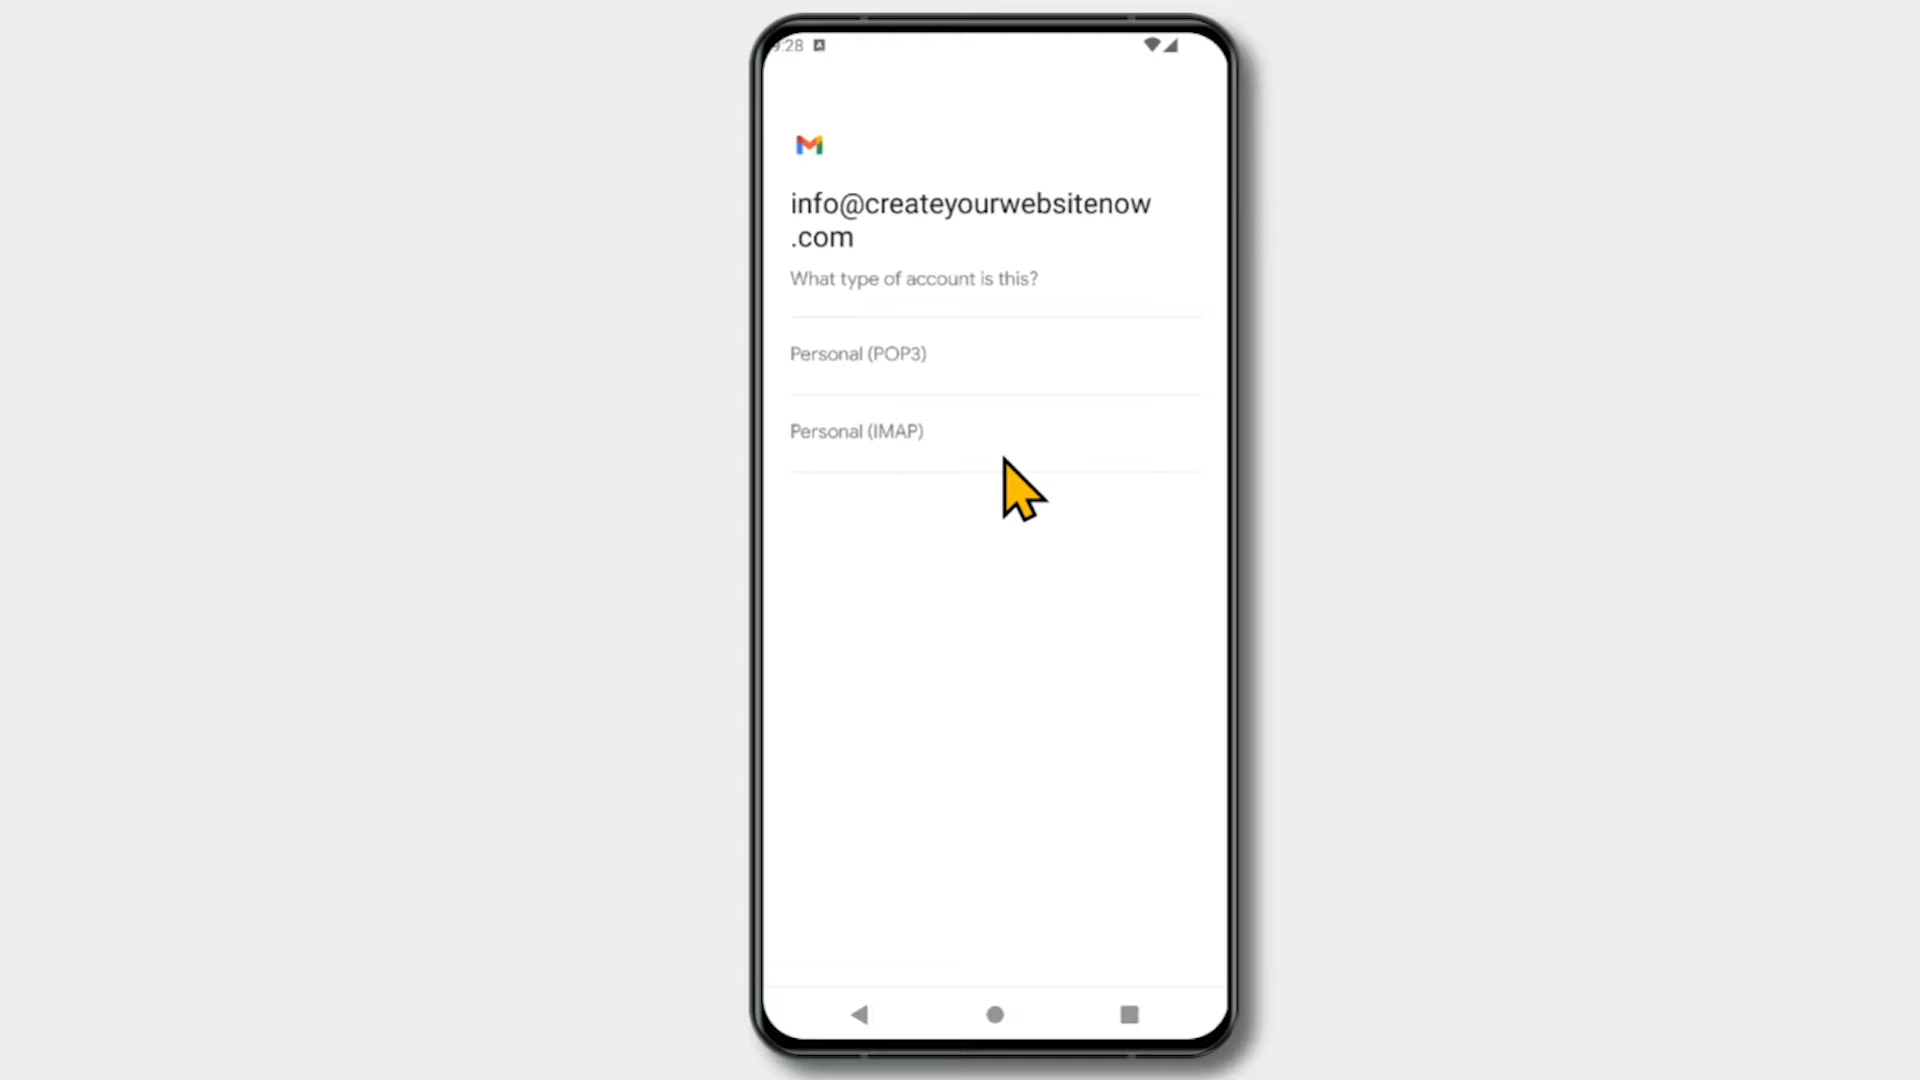 9:28
info@createyourwebsitenow
.com
What type of account is this?
Personal (POP3)
Personal (IMAP)